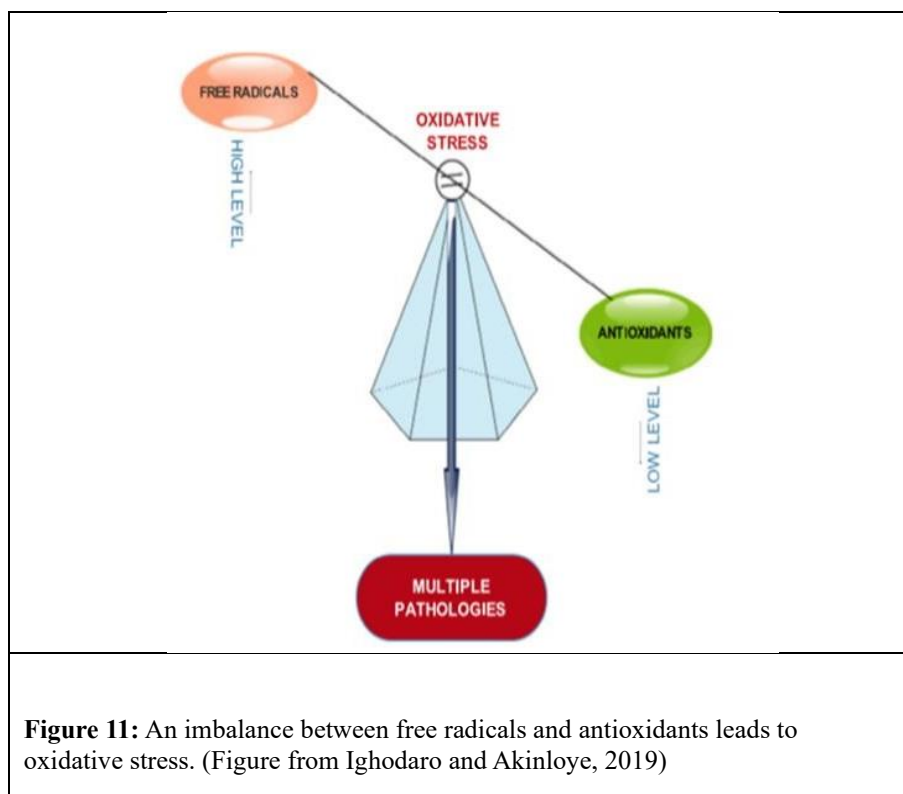 FREE RADICALS
HIGH LEVEL
OXIDATIVE
STRESS
ANTIOXIDANTS
LOW LEVEL
MULTIPLE
PATHOLOGIES
Figure 11: An imbalance between free radicals and antioxidants leads to
oxidative stress. (Figure from Ighodaro and Akinloye, 2019)